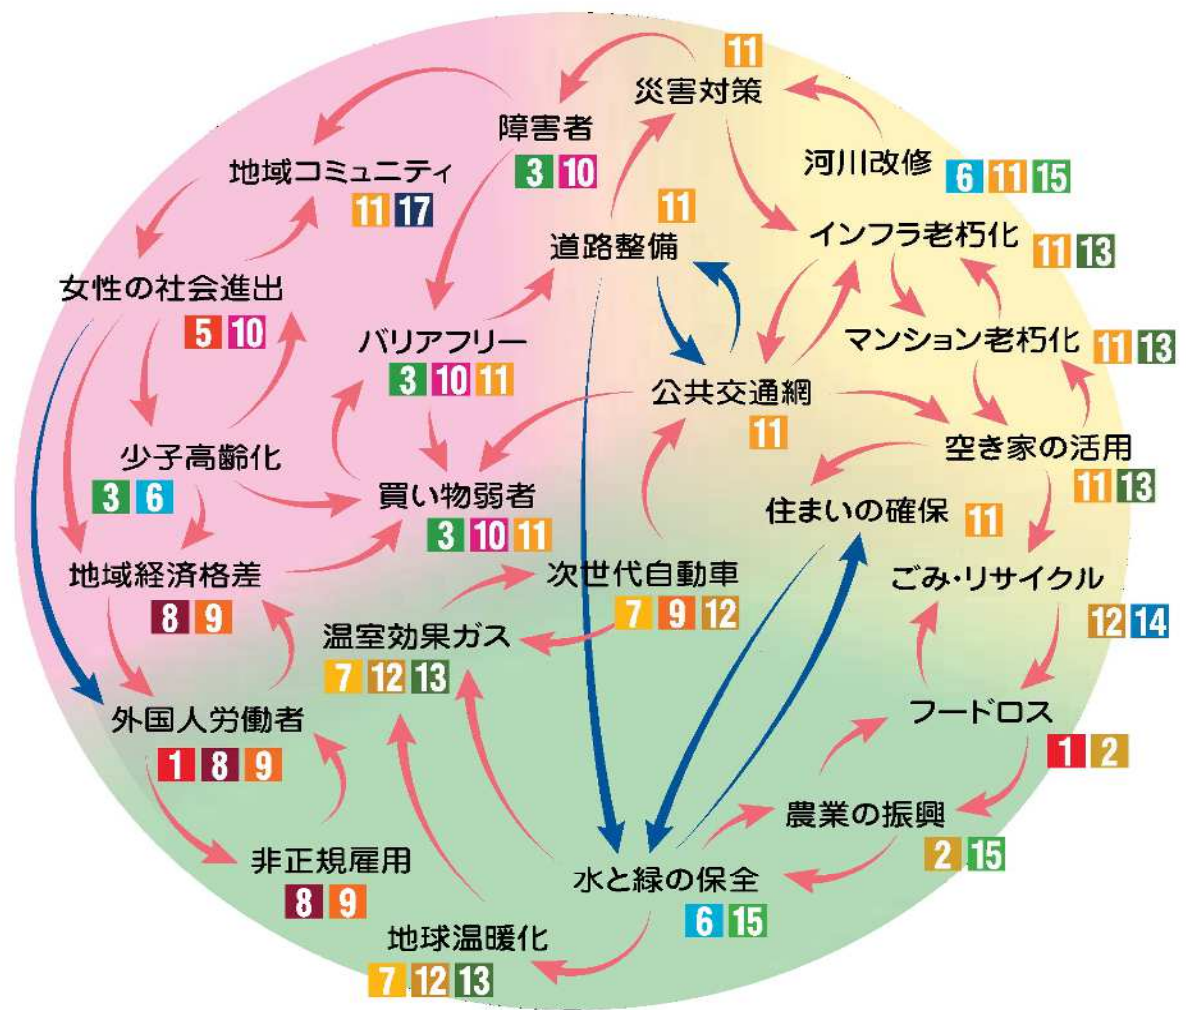 11
災害対策
障害者
3 10
河川改修
6 11 15
地域コミュニティ
11 17
11
道路整備
インフラ老朽化
11 13
女性の社会進出
5 10
バリアフリー
3 10 11
マンション老朽化
11 13
公共交通網
11
少子高齢化
3 6
空き家の活用
11 13
買い物弱者
3 10 11
住まいの確保
11
地域経済格差
8 9
次世代自動車
7 9 12
ごみ・リサイクル
12 14
温室効果ガス
7 12 13
外国人労働者
1 8 9
フードロス
1 2
農業の振興
2 15
非正規雇用
8 9
水と緑の保全
6 15
地球温暖化
7 12 13